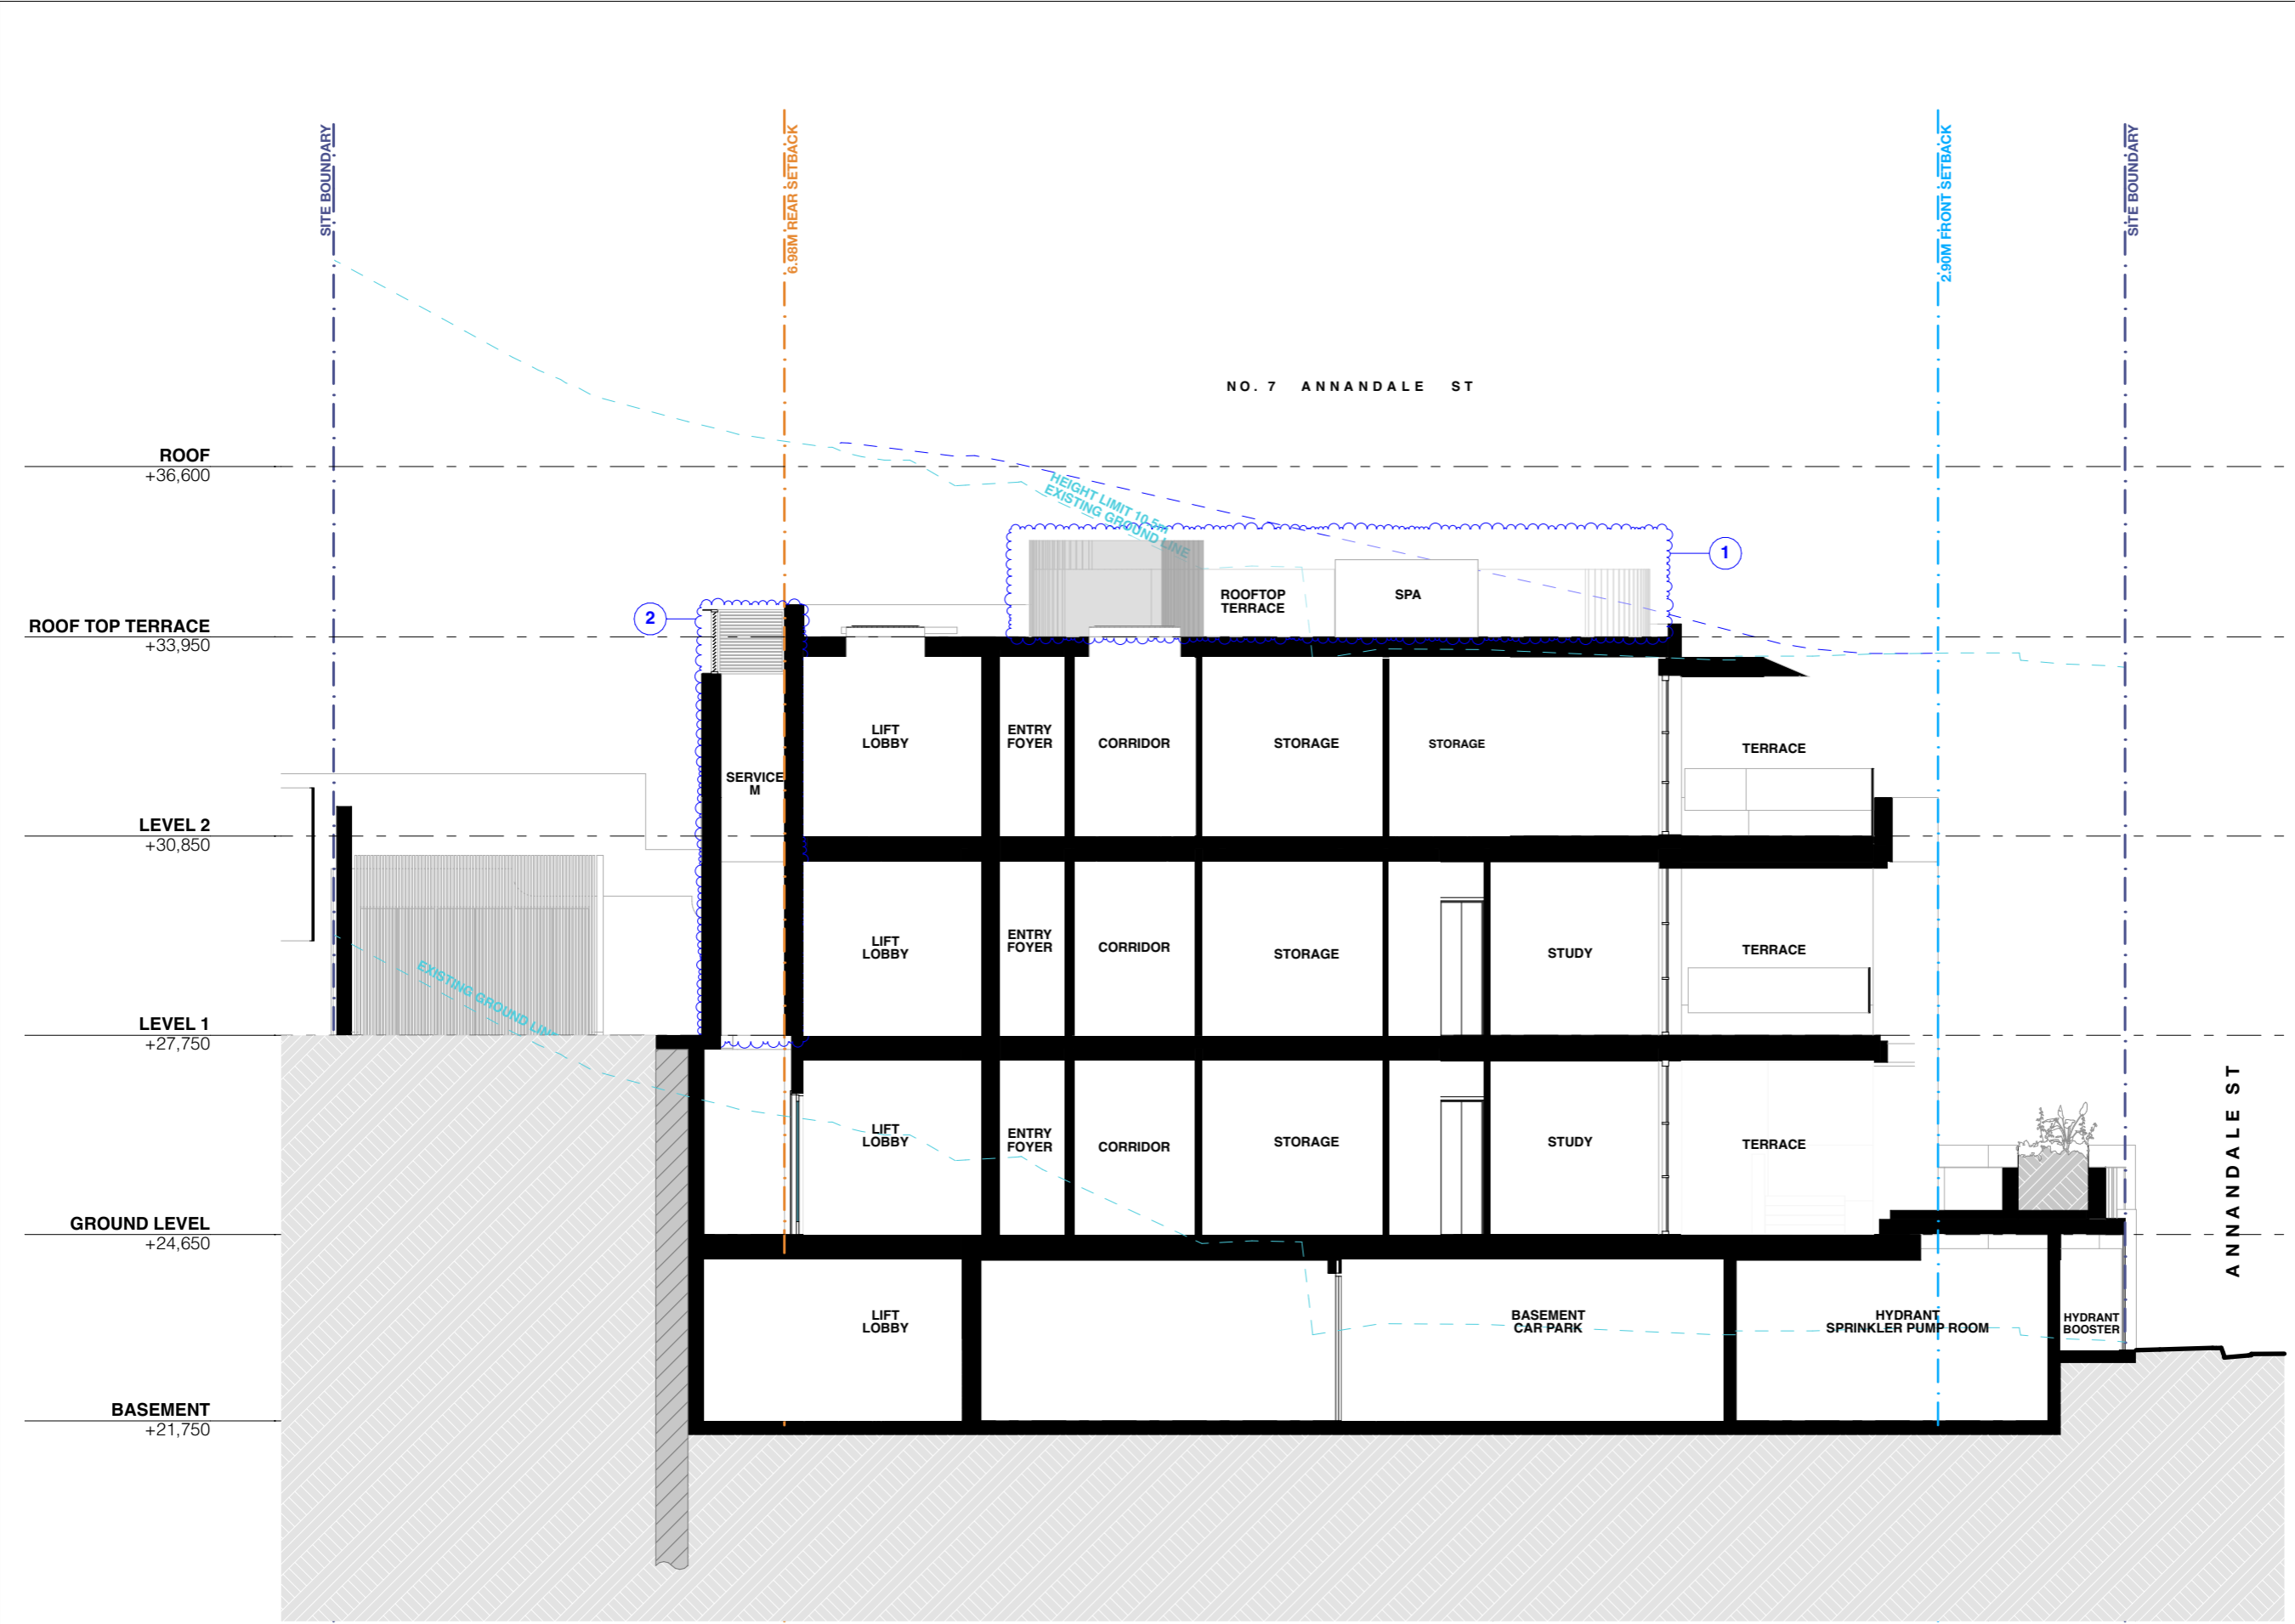 SITE BOUNDARY
6.98M REAR SETBACK
2.90M FRONT SETBACK
SITE BOUNDARY
NO. 7 ANNANDALE ST
ROOF
+36,600
HEIGHT LIMIT 10.5m
EXISTING GROUND LINE
1
ROOFTOP
TERRACE
SPA
2
ROOF TOP TERRACE
+33,950
LIFT
LOBBY
ENTRY
FOYER
CORRIDOR
STORAGE
STORAGE
TERRACE
SERVICE
M
LEVEL 2
+30,850
LIFT
LOBBY
ENTRY
FOYER
CORRIDOR
STORAGE
STUDY
TERRACE
EXISTING GROUND LIMIT
LEVEL 1
+27,750
LIFT
LOBBY
ENTRY
FOYER
CORRIDOR
STORAGE
STUDY
TERRACE
ANNANDALE ST
GROUND LEVEL
+24,650
LIFT
LOBBY
BASEMENT
CAR PARK
HYDRANT
SPRINKLER PUMP ROOM
HYDRANT
BOOSTER
BASEMENT
+21,750